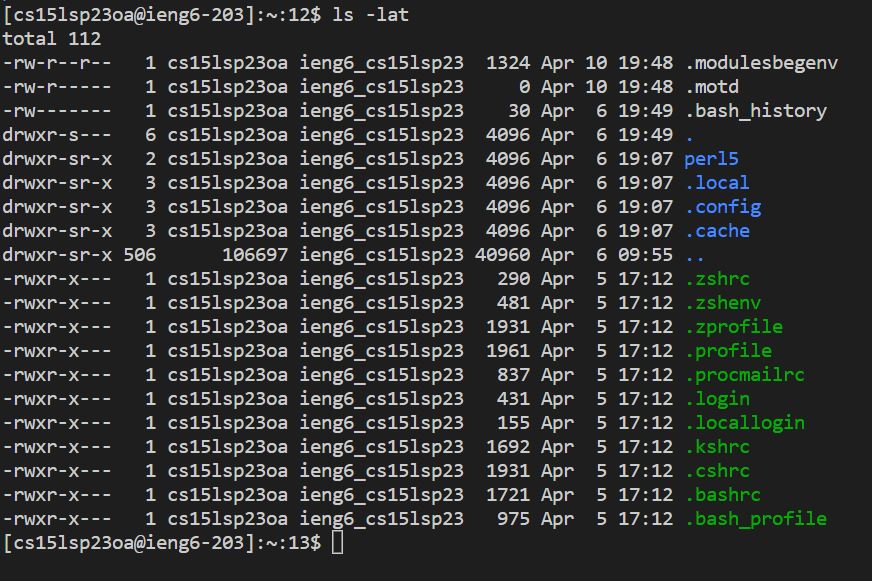 [cs15lsp23oa@ieng6-203]:~:12$ ls -lat
total 112
-rw-r--r--   1 cs15lsp23oa ieng6_cs15lsp23  1324 Apr 10 19:48 .modulesbegenv
-rw-r-----   1 cs15lsp23oa ieng6_cs15lsp23     0 Apr 10 19:48 .motd
-rw-------   1 cs15lsp23oa ieng6_cs15lsp23    30 Apr  6 19:49 .bash_history
drwxr-s---   6 cs15lsp23oa ieng6_cs15lsp23  4096 Apr  6 19:49 .
drwxr-sr-x   2 cs15lsp23oa ieng6_cs15lsp23  4096 Apr  6 19:07 perl5
drwxr-sr-x   3 cs15lsp23oa ieng6_cs15lsp23  4096 Apr  6 19:07 .local
drwxr-sr-x   3 cs15lsp23oa ieng6_cs15lsp23  4096 Apr  6 19:07 .config
drwxr-sr-x   3 cs15lsp23oa ieng6_cs15lsp23  4096 Apr  6 19:07 .cache
drwxr-sr-x 506      106697 ieng6_cs15lsp23 40960 Apr  6 09:55 ..
-rwxr-x---   1 cs15lsp23oa ieng6_cs15lsp23   290 Apr  5 17:12 .zshrc
-rwxr-x---   1 cs15lsp23oa ieng6_cs15lsp23   481 Apr  5 17:12 .zshenv
-rwxr-x---   1 cs15lsp23oa ieng6_cs15lsp23  1931 Apr  5 17:12 .zprofile
-rwxr-x---   1 cs15lsp23oa ieng6_cs15lsp23  1961 Apr  5 17:12 .profile
-rwxr-x---   1 cs15lsp23oa ieng6_cs15lsp23   837 Apr  5 17:12 .procmailrc
-rwxr-x---   1 cs15lsp23oa ieng6_cs15lsp23   431 Apr  5 17:12 .login
-rwxr-x---   1 cs15lsp23oa ieng6_cs15lsp23   155 Apr  5 17:12 .locallogin
-rwxr-x---   1 cs15lsp23oa ieng6_cs15lsp23  1692 Apr  5 17:12 .kshrc
-rwxr-x---   1 cs15lsp23oa ieng6_cs15lsp23  1931 Apr  5 17:12 .cshrc
-rwxr-x---   1 cs15lsp23oa ieng6_cs15lsp23  1721 Apr  5 17:12 .bashrc
-rwxr-x---   1 cs15lsp23oa ieng6_cs15lsp23   975 Apr  5 17:12 .bash_profile
[cs15lsp23oa@ieng6-203]:~:13$